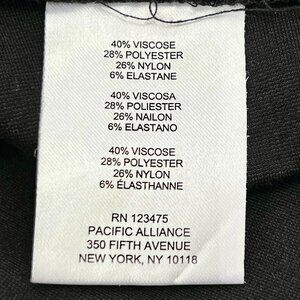 40% VISCOSE
28% POLYESTER
26% NYLON
6% ELASTANE
40% VISCOSA
28% POLIESTER
26% NAILON
6% ELASTANO
40% VISCOSE
28% POLYESTER
26% NYLON
6% ÉLASTHANNE
RN 123475
PACIFIC ALLIANCE
350 FIFTH AVENUE
NEW YORK, NY 10118